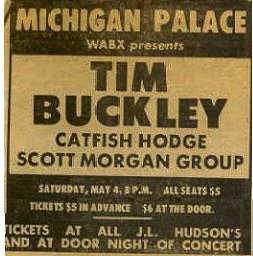 MICHIGAN PALACE
WABX presents
TIM
BUCKLEY
CATFISH HODGE
SCOTT MORGAN GROUP
SATURDAY, MAY 4, 8 P.M. ALL SEATS $5
TICKETS $5 IN ADVANCE $6 AT THE DOOR.
TICKETS AT ALL J.L. HUDSON'S
AND AT DOOR NIGHT OF CONCERT